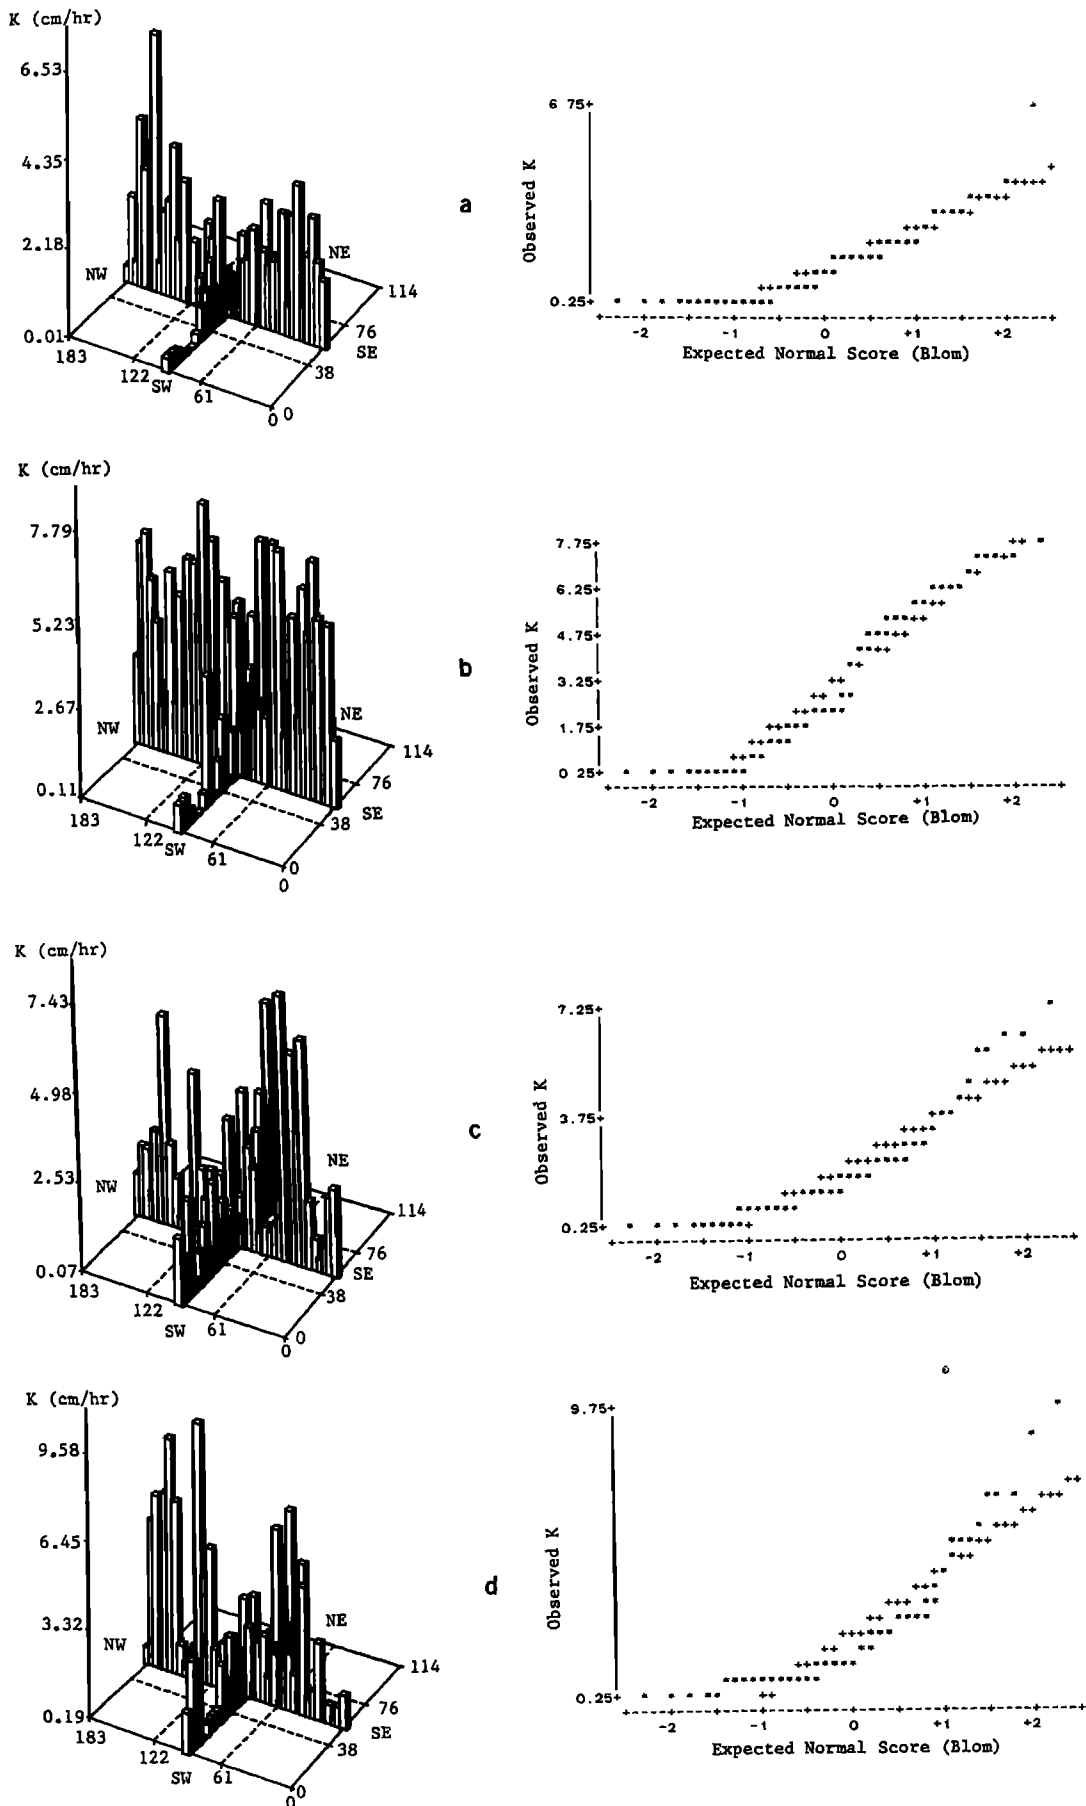 K (cm/hr)
6.53
4.35
2.18
0.01
183
122
61
0
0
38
76
114
NW
NE
SE
SW
a
6 75+
0.25+
Observed K
-2 -1 0 +1 +2
Expected Normal Score (Blom)
K (cm/hr)
7.79
5.23
2.67
0.11
183
122
61
0
0
38
76
114
NW
NE
SE
SW
b
7.75+
6.25+
4.75+
3.25+
1.75+
0 25+
Observed K
-2 -1 0 +1 +2
Expected Normal Score (Blom)
K (cm/hr)
7.43
4.98
2.53
0.07
183
122
61
0
0
38
76
114
NW
NE
SE
SW
c
7.25+
3.75+
0.25+
Observed K
-2 -1 0 +1 +2
Expected Normal Score (Blom)
K (cm/hr)
9.58
6.45
3.32
0.19
183
122
61
0
0
38
76
114
NW
NE
SE
SW
d
9.75+
0.25+
Observed K
-2 -1 0 +1 +2
Expected Normal Score (Blom)